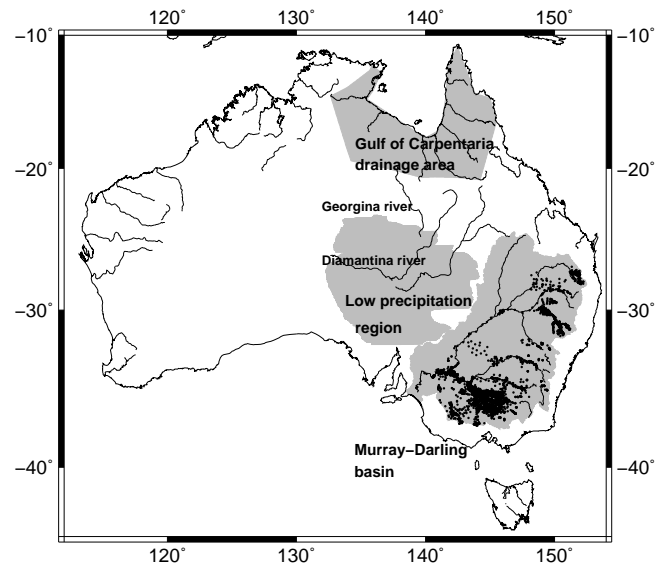 120° 130° 140° 150°
−10° −10°
Gulf of Carpentaria
drainage area
−20° −20°
Georgina river
Diamantina river
Low precipitation
−30° −30°
region
Murray−Darling
−40° −40°
basin
120° 130° 140° 150°